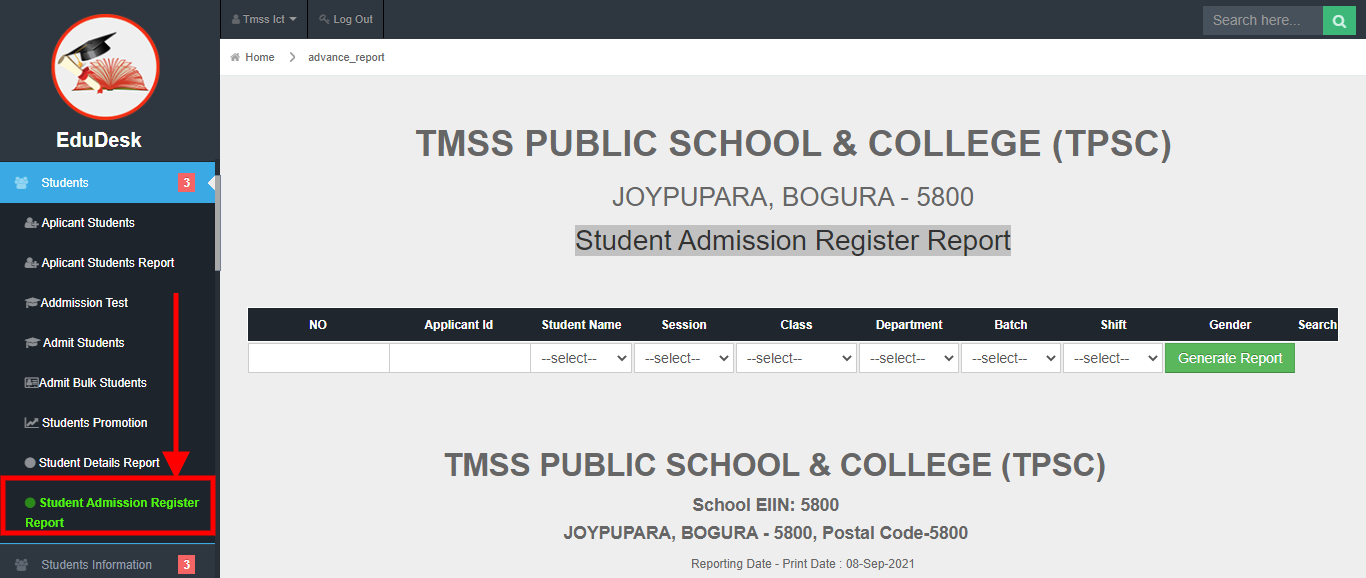 Tmss Ict
Log Out
Search here...
EduDesk
Home
advance_report
Students 3
Aplicant Students
Aplicant Students Report
Addmission Test
Admit Students
Admit Bulk Students
Students Promotion
Student Details Report
Student Admission Register
Report
Students Information 3
TMSS PUBLIC SCHOOL & COLLEGE (TPSC)
JOYPUPARA, BOGURA - 5800
Student Admission Register Report
NO Applicant Id Student Name Session Class Department Batch Shift Gender Search
--select-- --select-- --select-- --select-- --select-- --select-- Generate Report
TMSS PUBLIC SCHOOL & COLLEGE (TPSC)
School EIIN: 5800
JOYPUPARA, BOGURA - 5800, Postal Code-5800
Reporting Date - Print Date : 08-Sep-2021